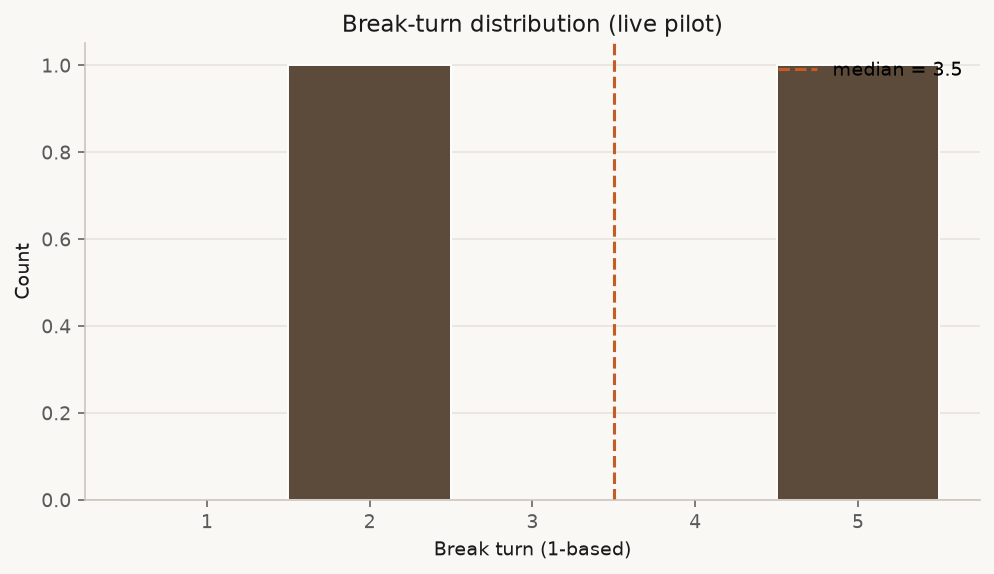 Break-turn distribution (live pilot)
median = 3.5
1.0
0.8
0.6
0.4
0.2
0.0
Count
1 2 3 4 5
Break turn (1-based)